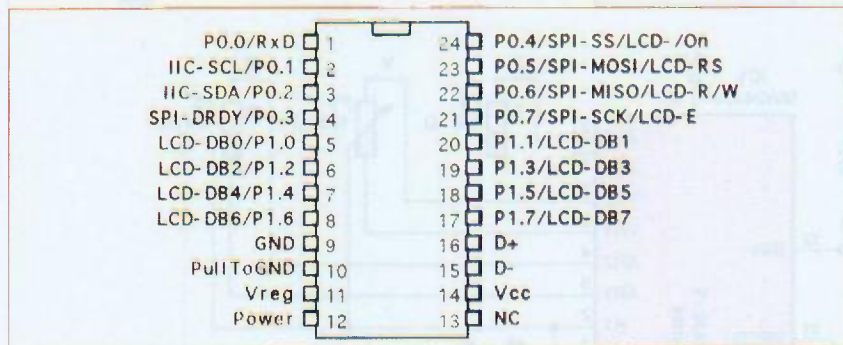 P0.0/RxD 1 24 P0.4/SPI-SS/LCD-/On
IIC-SCL/P0.1 2 23 P0.5/SPI-MOSI/LCD-RS
IIC-SDA/P0.2 3 22 P0.6/SPI-MISO/LCD-R/W
SPI-DRDY/P0.3 4 21 P0.7/SPI-SCK/LCD-E
LCD-DB0/P1.0 5 20 P1.1/LCD-DB1
LCD-DB2/P1.2 6 19 P1.3/LCD-DB3
LCD-DB4/P1.4 7 18 P1.5/LCD-DB5
LCD-DB6/P1.6 8 17 P1.7/LCD-DB7
GND 9 16 D+
PullToGND 10 15 D-
Vreg 11 14 Vcc
Power 12 13 NC